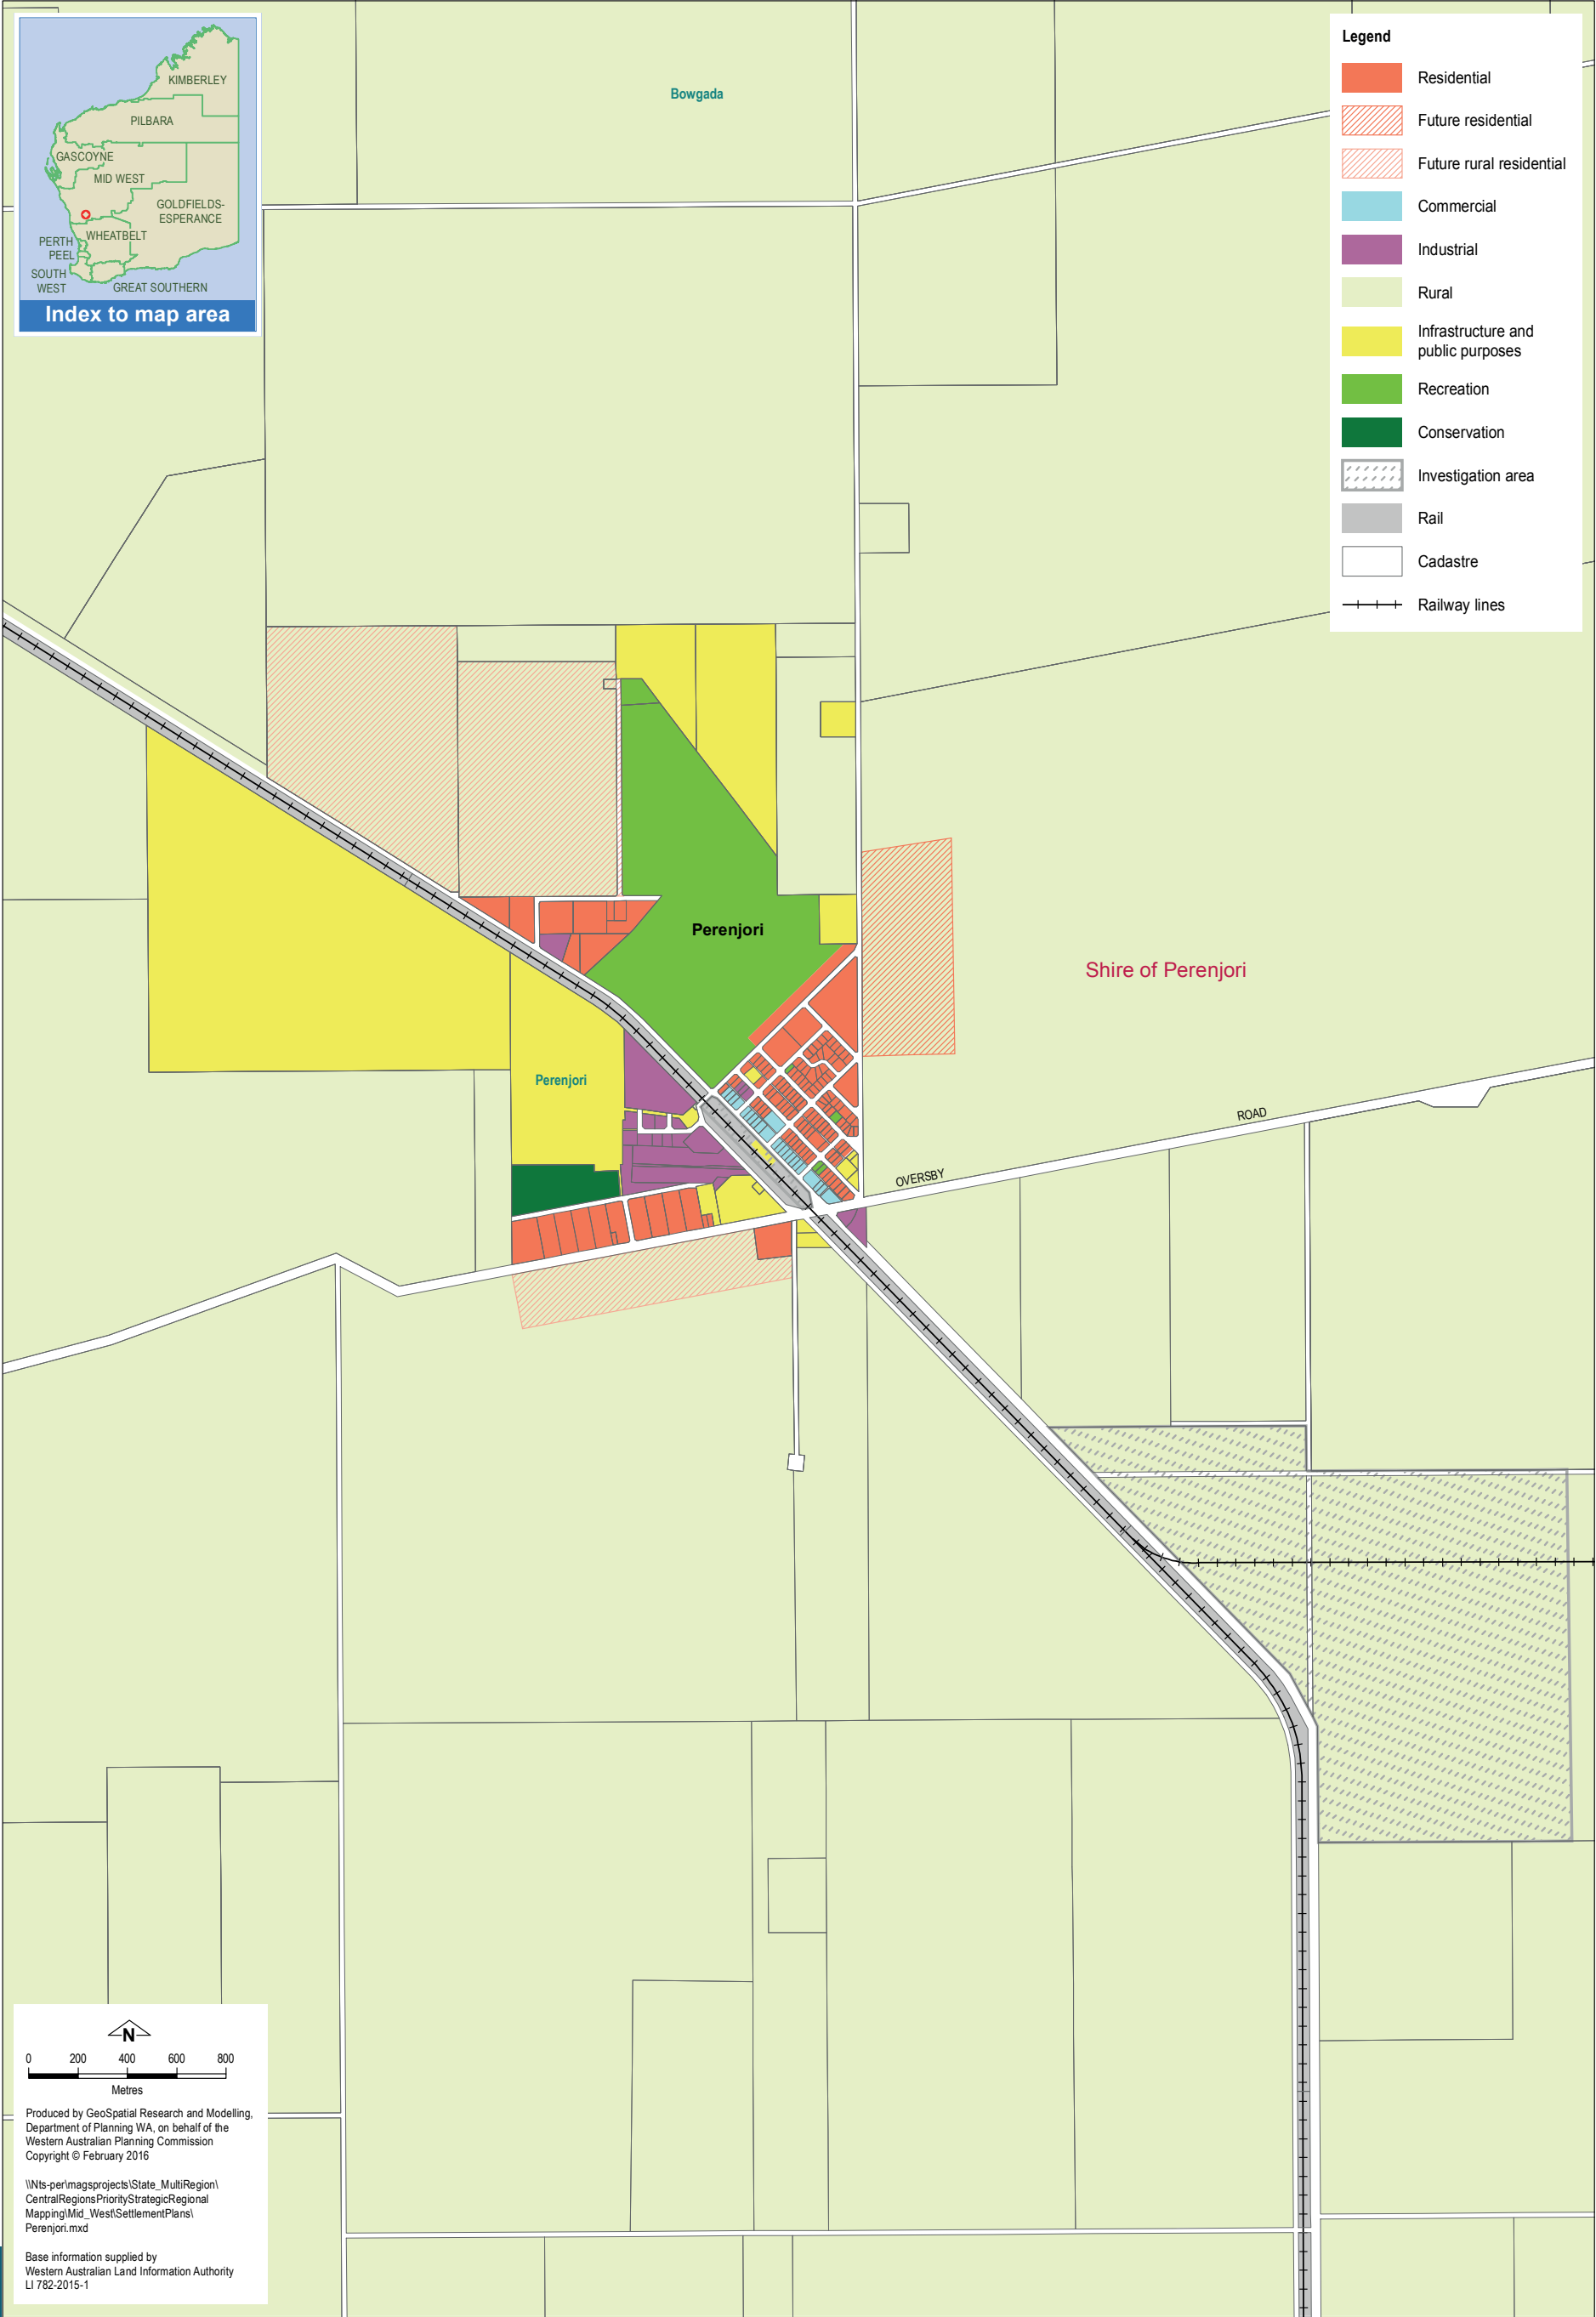 KIMBERLEY
PILBARA
GASCOYNE
MID WEST
GOLDFIELDS-
ESPERANCE
WHEATBELT
PERTH
PEEL
SOUTH
WEST
GREAT SOUTHERN
Index to map area
Bowgada
Legend
Residential
Future residential
Future rural residential
Commercial
Industrial
Rural
Infrastructure and
public purposes
Recreation
Conservation
Investigation area
Rail
Cadastre
Railway lines
Perenjori
Shire of Perenjori
Perenjori
OVERSBY
ROAD
N
0 200 400 600 800
Metres
Produced by GeoSpatial Research and Modelling,
Department of Planning WA, on behalf of the
Western Australian Planning Commission
Copyright © February 2016
\\Nts-per\magsprojects\State_MultiRegion\
CentralRegionsPriorityStrategicRegional
Mapping\Mid_West\SettlementPlans\
Perenjori.mxd
Base information supplied by
Western Australian Land Information Authority
LI 782-2015-1